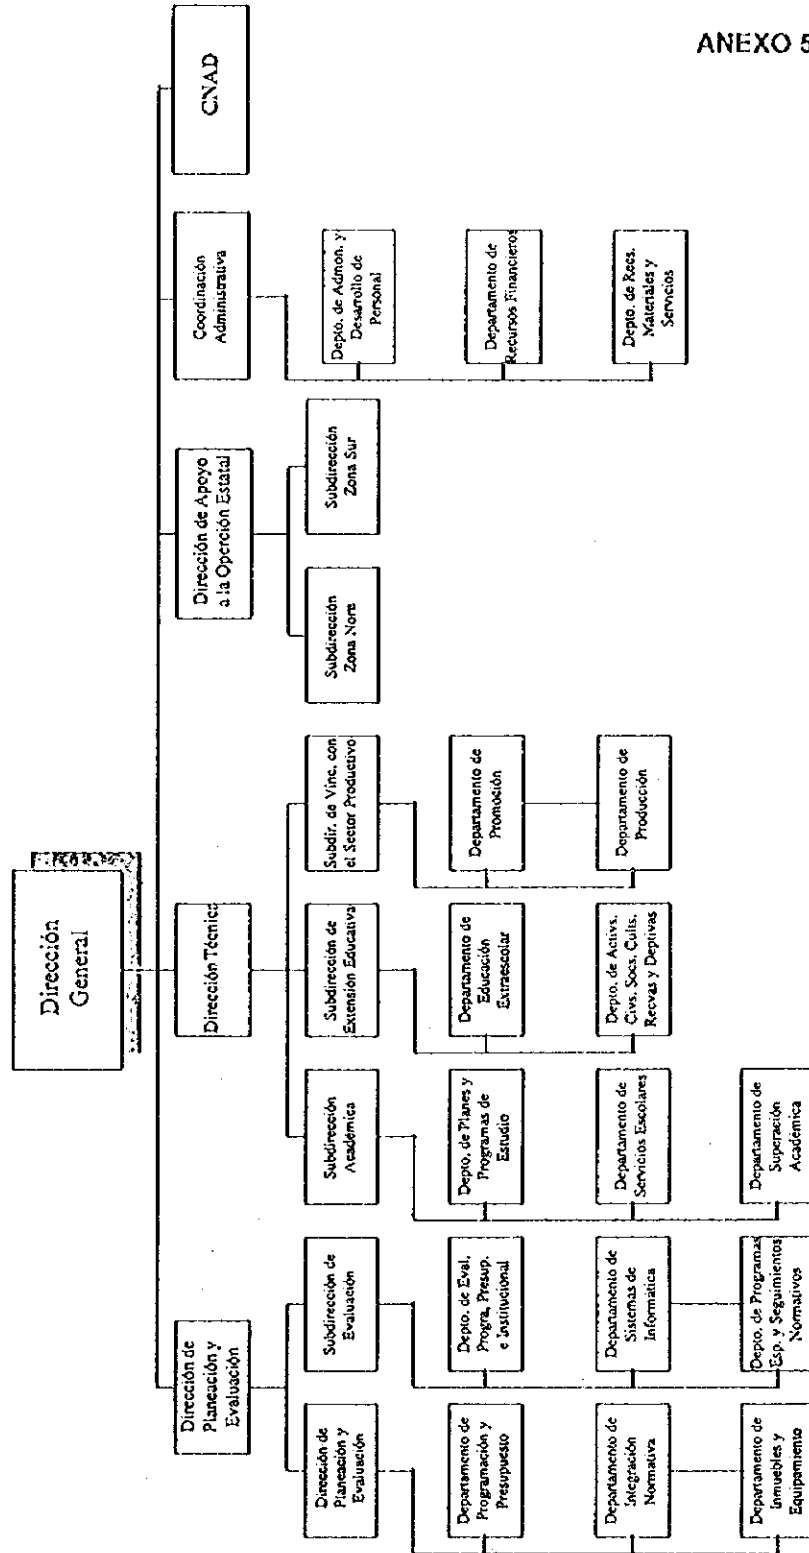 ANEXO 5
Dirección
General
Dirección de
Planeación y
Evaluación
Dirección Técnica
Dirección de Apoyo
a la Operción Estatal
Coordinación
Administrativa
CNAD
Dirección de
Planeación y
Evaluación
Subdirección de
Evaluación
Subdirección
Académica
Subdirección de
Extensión Educativa
Subdir. de Vinc. con
el Sector Productivo
Subdirección
Zona Norte
Subdirección
Zona Sur
Departamento de
Programación y
Presupuesto
Depto. de Eval.
Progra, Presup.
e Institucional
Depto. de Planes y
Programas de
Estudio
Departamento de
Educación
Extraescolar
Departamento de
Promoción
Depto. de Admon. y
Desarrollo de
Personal
Departamento de
Integración
Normativa
Departamento de
Sistemas de
Informática
Departamento de
Servicios Escolares
Depto. de Activs.
Civs. Socs. Cults.
Recvas y Deptivas
Departamento de
Producción
Departamento de
Recursos Financieros
Departamento de
Inmuebles y
Equipamiento
Depto. de Programas
Esp. y Seguimientos
Normativos
Departamento de
Superación
Académica
Depto. de Recs.
Materiales y
Servicios